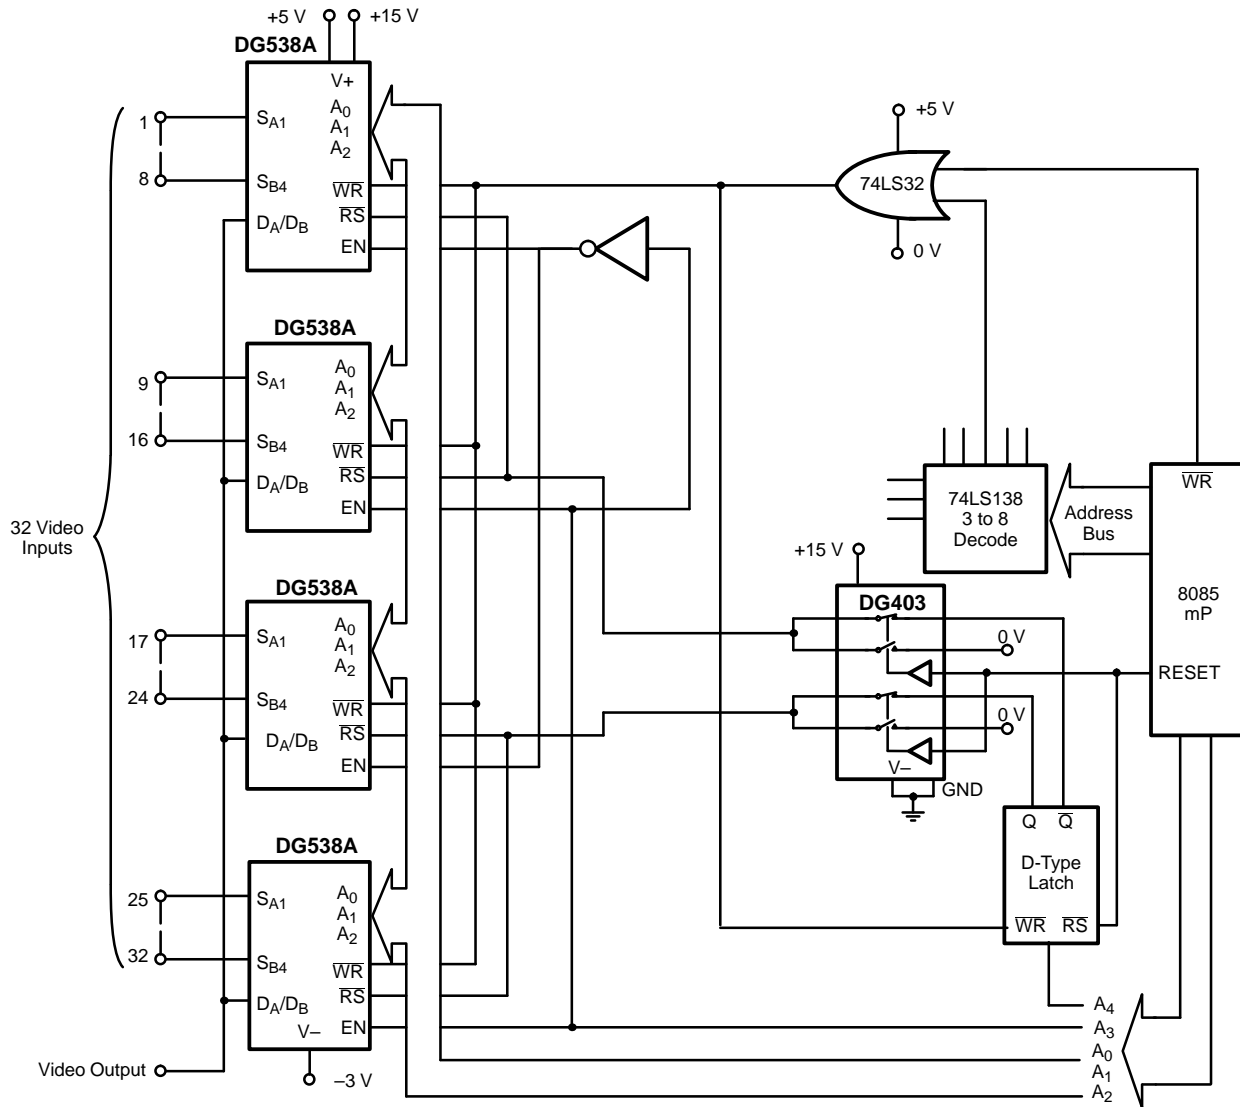 +5 V
+15 V
DG538A
V+
A0
A1
A2
1
SA1
8
SB4
WR
RS
DA/DB
EN
+5 V
74LS32
0 V
DG538A
9
SA1
A0
A1
A2
16
SB4
WR
RS
DA/DB
EN
32 Video
Inputs
74LS138
3 to 8
Decode
Address
Bus
WR
8085
mP
RESET
+15 V
DG403
0 V
0 V
V–
GND
DG538A
17
SA1
A0
A1
A2
24
SB4
WR
RS
DA/DB
EN
Q
Q
D-Type
Latch
WR
RS
DG538A
25
SA1
A0
A1
A2
32
SB4
WR
RS
DA/DB
V–
EN
–3 V
Video Output
A4
A3
A0
A1
A2